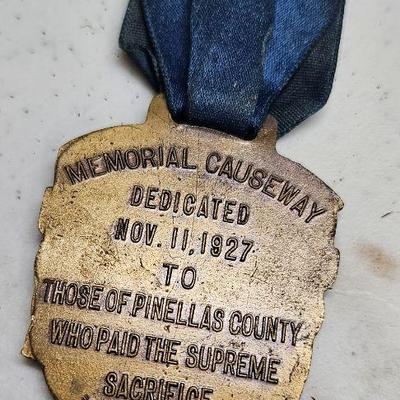 MEMORIAL CAUSEWAY
DEDICATED
NOV. 11, 1927
TO
THOSE OF PINELLAS COUNTY
WHO PAID THE SUPREME
SACRIFICE